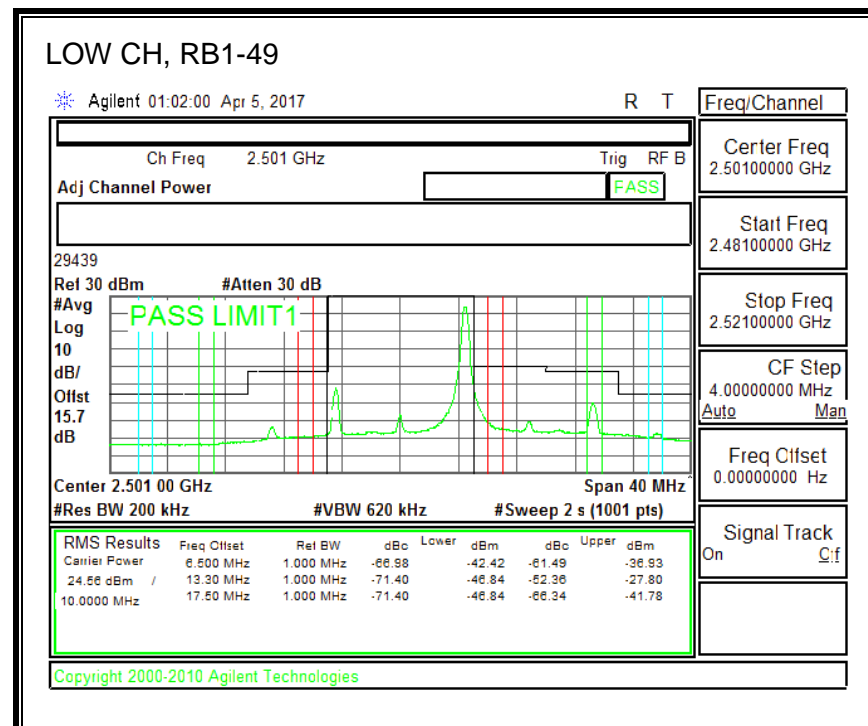 LOW CH, RB1-49
Agilent 01:02:00 Apr 5, 2017 R T
Freq/Channel
Ch Freq 2.501 GHz Trig RF B
Adj Channel Power PASS
Center Freq
2.50100000 GHz
Start Freq
2.48100000 GHz
Stop Freq
2.52100000 GHz
CF Step
4.00000000 MHz
Auto Man
Freq Offset
0.00000000 Hz
Signal Track
On Off
29439
Ref 30 dBm #Atten 30 dB
#Avg
Log
10
dB/
Offst
15.7
dB
PASS LIMIT1
Center 2.501 00 GHz Span 40 MHz^
#Res BW 200 kHz #VBW 620 kHz #Sweep 2 s (1001 pts)
RMS Results Freq Offset Ref BW dBc Lower dBm dBc Upper dBm
Carrier Power 6.500 MHz 1.000 MHz -66.98 -42.42 -61.49 -36.93
24.56 dBm / 13.30 MHz 1.000 MHz -71.40 -46.84 -52.36 -27.80
10.0000 MHz 17.50 MHz 1.000 MHz -71.40 -46.84 -66.34 -41.78
Copyright 2000-2010 Agilent Technologies